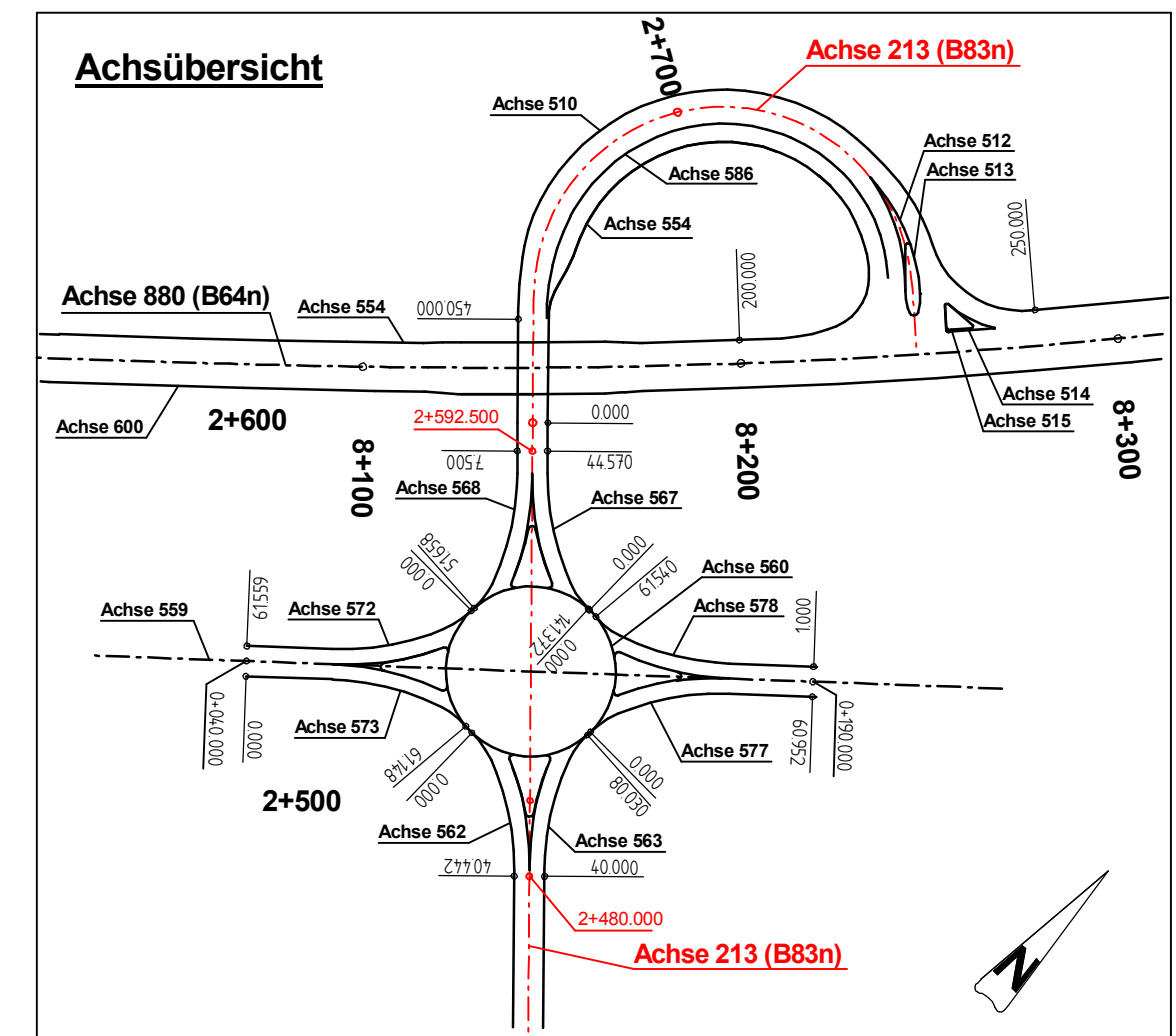 Achsübersicht
2+700
Achse 213 (B83n)
Achse 510
Achse 512
Achse 586
Achse 513
Achse 554
250.000
200.000
Achse 880 (B64n)
Achse 554
450.000
Achse 600
2+600
2+592.500
0.000
Achse 514
Achse 515
8+100
8+200
8+300
7.500
44.570
Achse 568
Achse 567
51.658
0.000
0.000
61.540
Achse 560
61.559
Achse 559
Achse 572
141.372
0.000
Achse 578
1.001
0+040.000
0.000
Achse 573
Achse 577
60.952
0+190.000
61.148
0.000
0.000
080.030
2+500
Achse 562
Achse 563
40.442
40.000
2+480.000
Achse 213 (B83n)
N